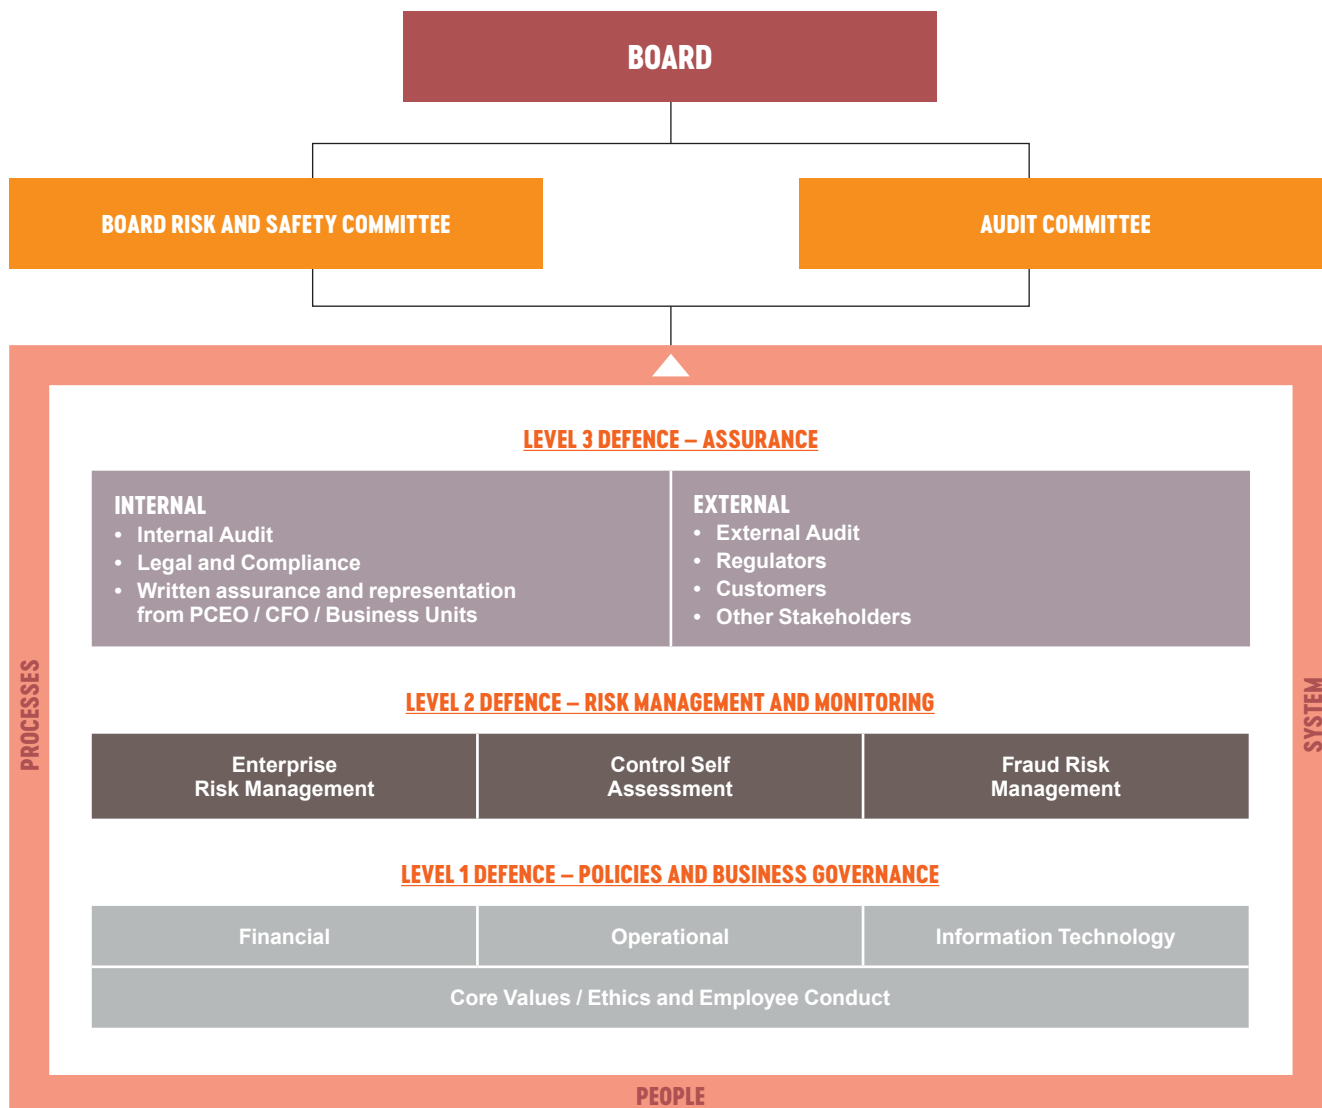 BOARD
BOARD RISK AND SAFETY COMMITTEE
AUDIT COMMITTEE
LEVEL 3 DEFENCE – ASSURANCE
INTERNAL
• Internal Audit
• Legal and Compliance
• Written assurance and representation
from PCEO / CFO / Business Units
EXTERNAL
• External Audit
• Regulators
• Customers
• Other Stakeholders
PROCESSES
SYSTEM
LEVEL 2 DEFENCE – RISK MANAGEMENT AND MONITORING
Enterprise
Risk Management
Control Self
Assessment
Fraud Risk
Management
LEVEL 1 DEFENCE – POLICIES AND BUSINESS GOVERNANCE
Financial
Operational
Information Technology
Core Values / Ethics and Employee Conduct
PEOPLE